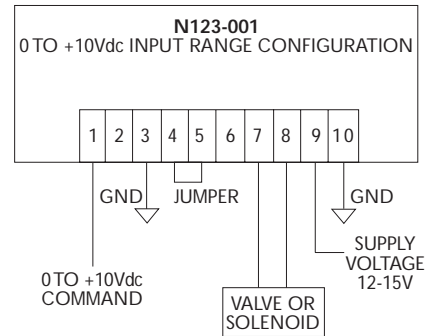 N123-001
0 TO +10Vdc INPUT RANGE CONFIGURATION
1 2 3 4 5 6 7 8 9 10
GND JUMPER GND
SUPPLY
VOLTAGE
12-15V
0 TO +10Vdc
COMMAND
VALVE OR
SOLENOID